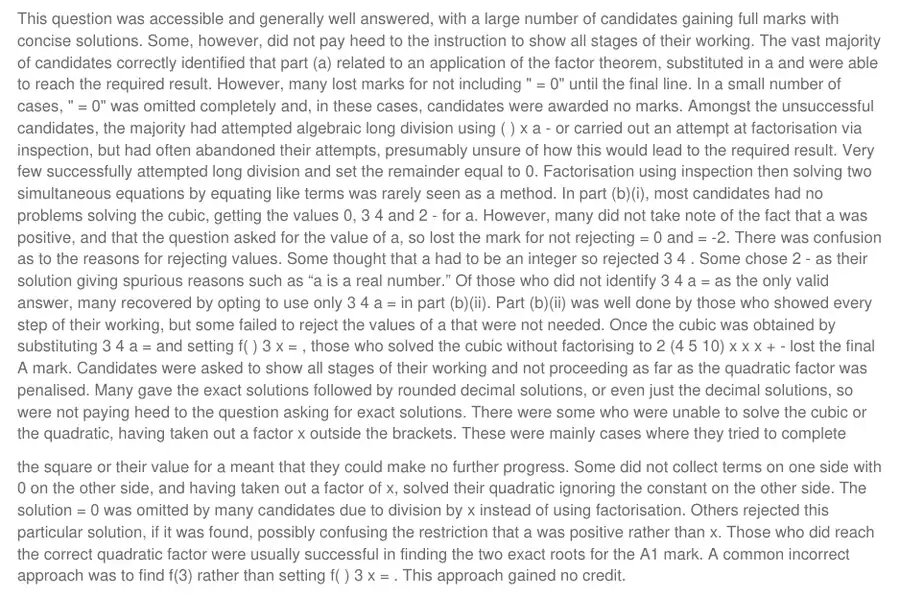 This question was accessible and generally well answered, with a large number of candidates gaining full marks with
concise solutions. Some, however, did not pay heed to the instruction to show all stages of their working. The vast majority
of candidates correctly identified that part (a) related to an application of the factor theorem, substituted in a and were able
to reach the required result. However, many lost marks for not including " = 0" until the final line. In a small number of
cases, " = 0" was omitted completely and, in these cases, candidates were awarded no marks. Amongst the unsuccessful
candidates, the majority had attempted algebraic long division using ( ) x a - or carried out an attempt at factorisation via
inspection, but had often abandoned their attempts, presumably unsure of how this would lead to the required result. Very
few successfully attempted long division and set the remainder equal to 0. Factorisation using inspection then solving two
simultaneous equations by equating like terms was rarely seen as a method. In part (b)(i), most candidates had no
problems solving the cubic, getting the values 0, 3 4 and 2 - for a. However, many did not take note of the fact that a was
positive, and that the question asked for the value of a, so lost the mark for not rejecting = 0 and = -2. There was confusion
as to the reasons for rejecting values. Some thought that a had to be an integer so rejected 3 4 . Some chose 2 - as their
solution giving spurious reasons such as “a is a real number.” Of those who did not identify 3 4 a = as the only valid
answer, many recovered by opting to use only 3 4 a = in part (b)(ii). Part (b)(ii) was well done by those who showed every
step of their working, but some failed to reject the values of a that were not needed. Once the cubic was obtained by
substituting 3 4 a = and setting f( ) 3 x = , those who solved the cubic without factorising to 2 (4 5 10) x x x + - lost the final
A mark. Candidates were asked to show all stages of their working and not proceeding as far as the quadratic factor was
penalised. Many gave the exact solutions followed by rounded decimal solutions, or even just the decimal solutions, so
were not paying heed to the question asking for exact solutions. There were some who were unable to solve the cubic or
the quadratic, having taken out a factor x outside the brackets. These were mainly cases where they tried to complete
the square or their value for a meant that they could make no further progress. Some did not collect terms on one side with
0 on the other side, and having taken out a factor of x, solved their quadratic ignoring the constant on the other side. The
solution = 0 was omitted by many candidates due to division by x instead of using factorisation. Others rejected this
particular solution, if it was found, possibly confusing the restriction that a was positive rather than x. Those who did reach
the correct quadratic factor were usually successful in finding the two exact roots for the A1 mark. A common incorrect
approach was to find f(3) rather than setting f( ) 3 x = . This approach gained no credit.